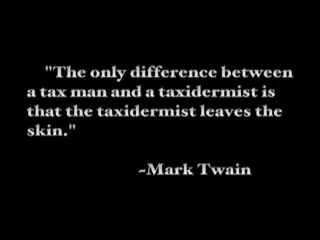 "The only difference between
a tax man and a taxidermist is
that the taxidermist leaves the
skin."
~Mark Twain